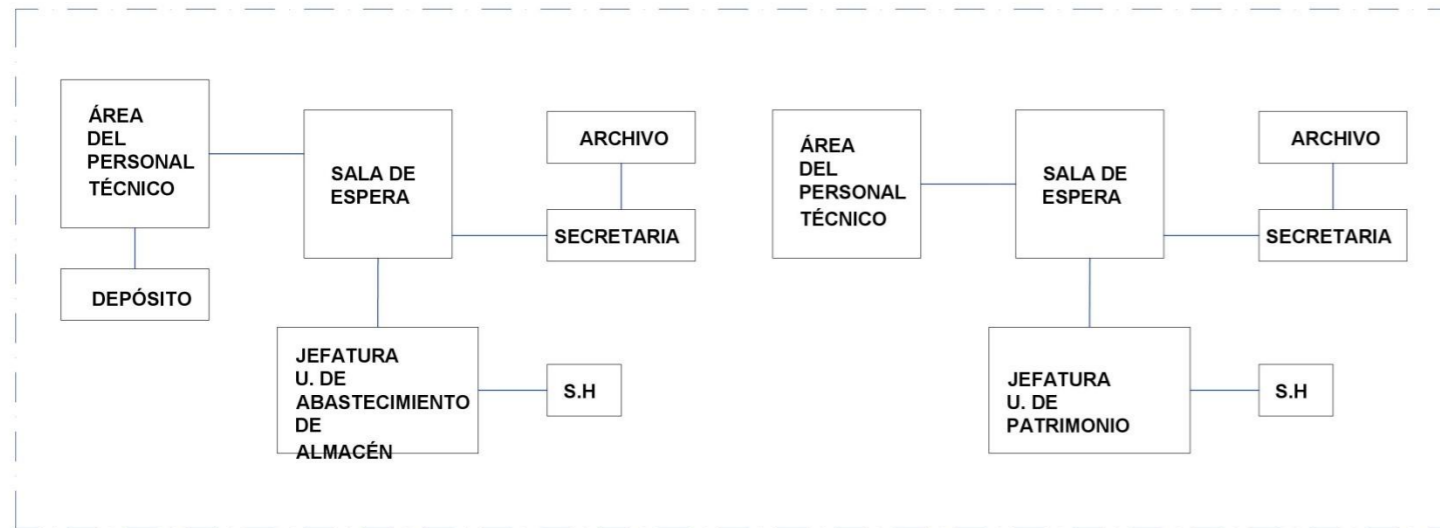 ÁREA
DEL
PERSONAL
TÉCNICO
DEPÓSITO
SALA DE
ESPERA
ARCHIVO
SECRETARIA
JEFATURA
U. DE
ABASTECIMIENTO
DE
ALMACÉN
S.H
ÁREA
DEL
PERSONAL
TÉCNICO
SALA DE
ESPERA
ARCHIVO
SECRETARIA
JEFATURA
U. DE
PATRIMONIO
S.H